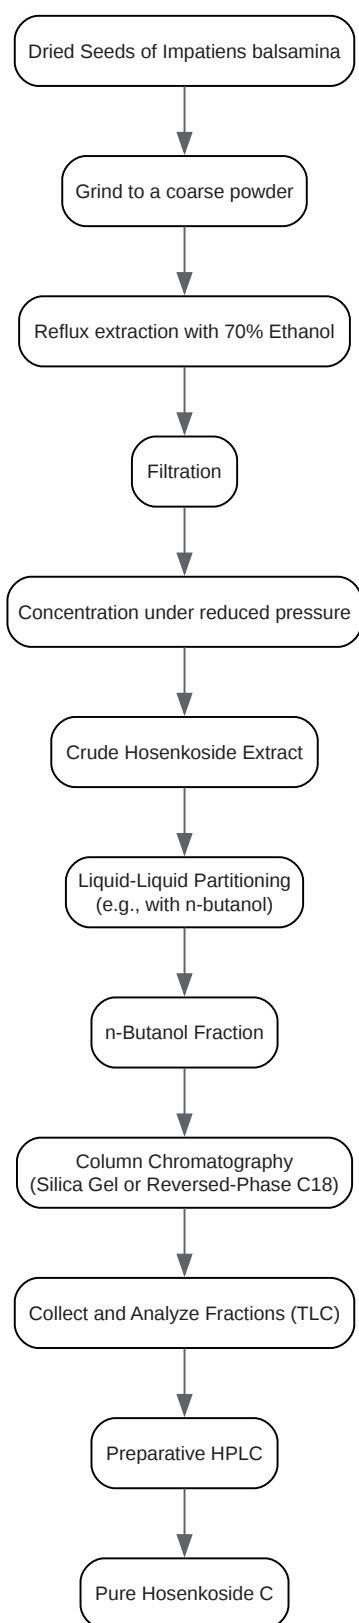 Dried Seeds of Impatiens balsamina
Grind to a coarse powder
Reflux extraction with 70% Ethanol
Filtration
Concentration under reduced pressure
Crude Hosenkoside Extract
Liquid-Liquid Partitioning
(e.g., with n-butanol)
n-Butanol Fraction
Column Chromatography
(Silica Gel or Reversed-Phase C18)
Collect and Analyze Fractions (TLC)
Preparative HPLC
Pure Hosenkoside C